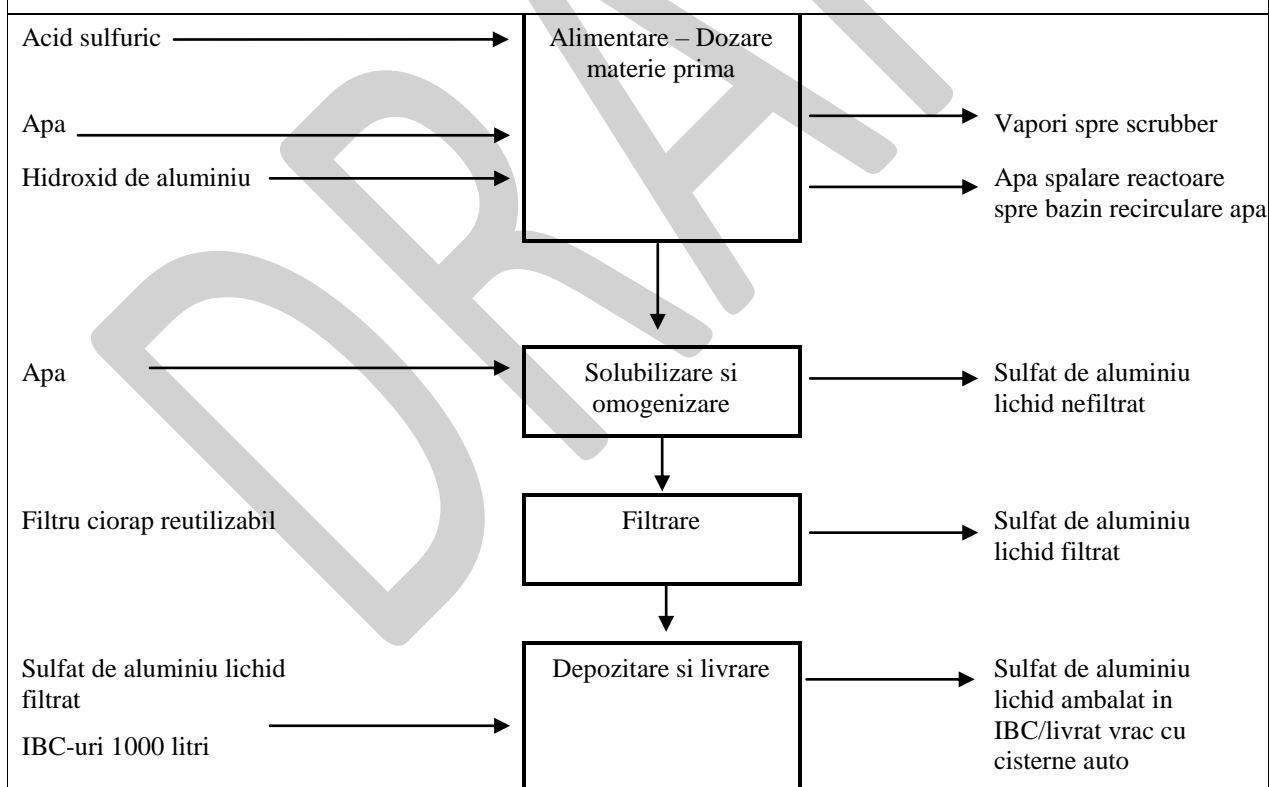 Acid sulfuric
Alimentare – Dozare
materie prima
Apa
Hidroxid de aluminiu
Vapori spre scrubber
Apa spalare reactoare
spre bazin recirculare apa
Apa
Solubilizare si
omogenizare
Sulfat de aluminiu
lichid nefiltrat
Filtru ciorap reutilizabil
Filtrare
Sulfat de aluminiu
lichid filtrat
Sulfat de aluminiu lichid
filtrat
IBC-uri 1000 litri
Depozitare si livrare
Sulfat de aluminiu
lichid ambalat in
IBC/livrat vrac cu
cisterne auto
DRA